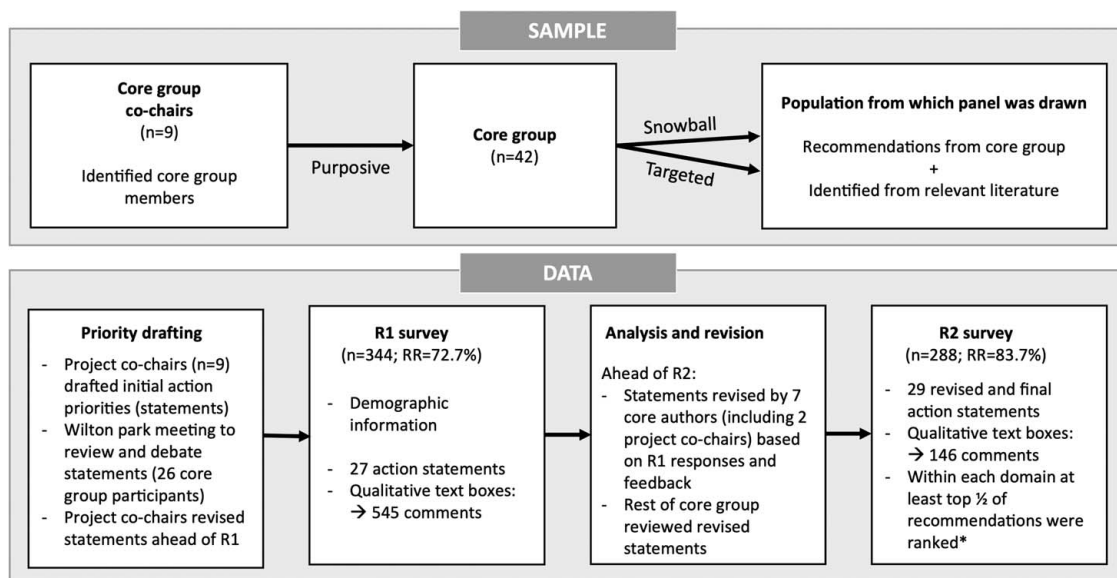 SAMPLE
Core group
co-chairs
(n=9)
Identified core group
members
Purposive
Core group
(n=42)
Snowball
Targeted
Population from which panel was drawn
Recommendations from core group
+
Identified from relevant literature
DATA
Priority drafting
- Project co-chairs (n=9)
drafted initial action
priorities (statements)
- Wilton park meeting to
review and debate
statements (26 core
group participants)
- Project co-chairs revised
statements ahead of R1
R1 survey
(n=344; RR=72.7%)
- Demographic
information
- 27 action statements
- Qualitative text boxes:
→ 545 comments
Analysis and revision
Ahead of R2:
- Statements revised by 7
core authors (including 2
project co-chairs) based
on R1 responses and
feedback
- Rest of core group
reviewed revised
statements
R2 survey
(n=288; RR=83.7%)
- 29 revised and final
action statements
- Qualitative text boxes:
→ 146 comments
- Within each domain at
least top ½ of
recommendations were
ranked*